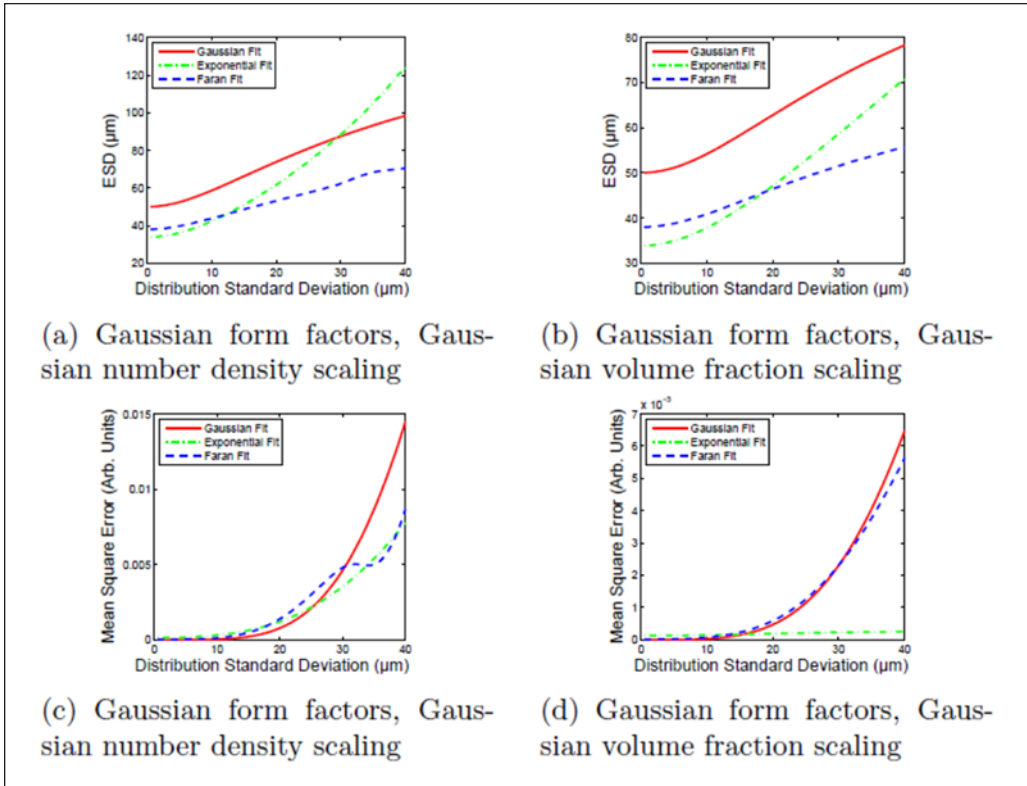 140
120
100
80
60
40
20
ESD (μm)
Gaussian Fit
Exponential Fit
Faran Fit
0 10 20 30 40
Distribution Standard Deviation (μm)
80
70
60
50
40
30
ESD (μm)
Gaussian Fit
Exponential Fit
Faran Fit
0 10 20 30 40
Distribution Standard Deviation (μm)
(a) Gaussian form factors, Gaus-
sian number density scaling
(b) Gaussian form factors, Gaus-
sian volume fraction scaling
0.015
0.01
0.005
0
Mean Square Error (Arb. Units)
Gaussian Fit
Exponential Fit
Faran Fit
0 10 20 30 40
Distribution Standard Deviation (μm)
x 10⁻³
7
6
5
4
3
2
1
0
Mean Square Error (Arb. Units)
Gaussian Fit
Exponential Fit
Faran Fit
0 10 20 30 40
Distribution Standard Deviation (μm)
(c) Gaussian form factors, Gaus-
sian number density scaling
(d) Gaussian form factors, Gaus-
sian volume fraction scaling